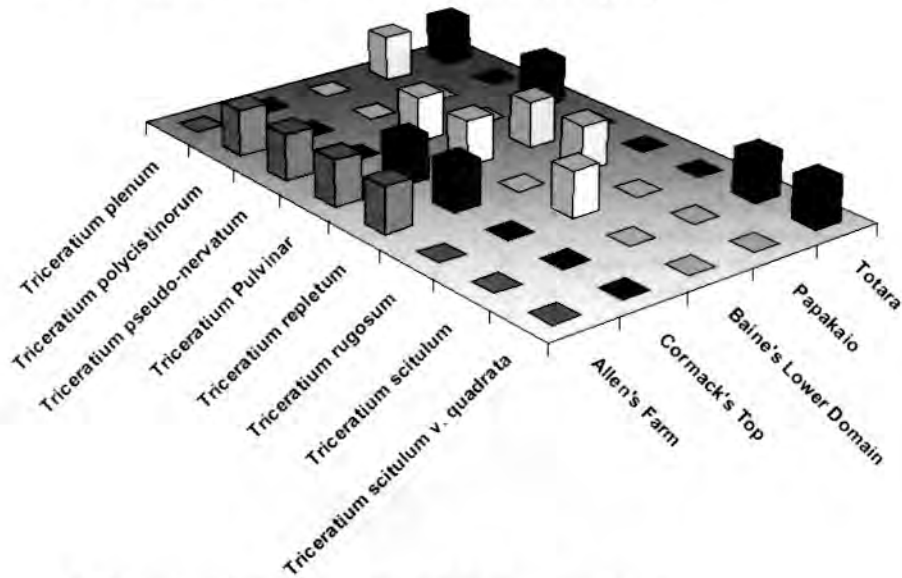 Triceratium plenum
Triceratium polycistinorum
Triceratium pseudo-nervatum
Triceratium Pulvinar
Triceratium repletum
Triceratium rugosum
Triceratium scitulum
Triceratium scitulum v. quadrata
Allen's Farm
Cormack's Top
Baine's Lower Domain
Papakaio
Totara